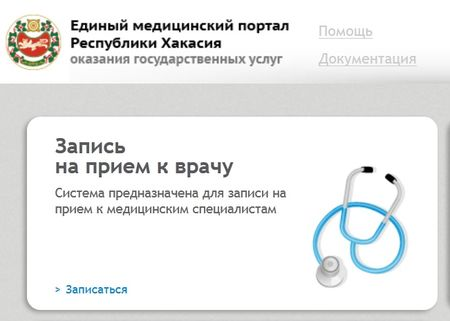 Единый медицинский портал
Республики Хакасия
оказания государственных услуг
Помощь
Документация
Запись
на прием к врачу
Система предназначена для записи на
прием к медицинским специалистам
> Записаться